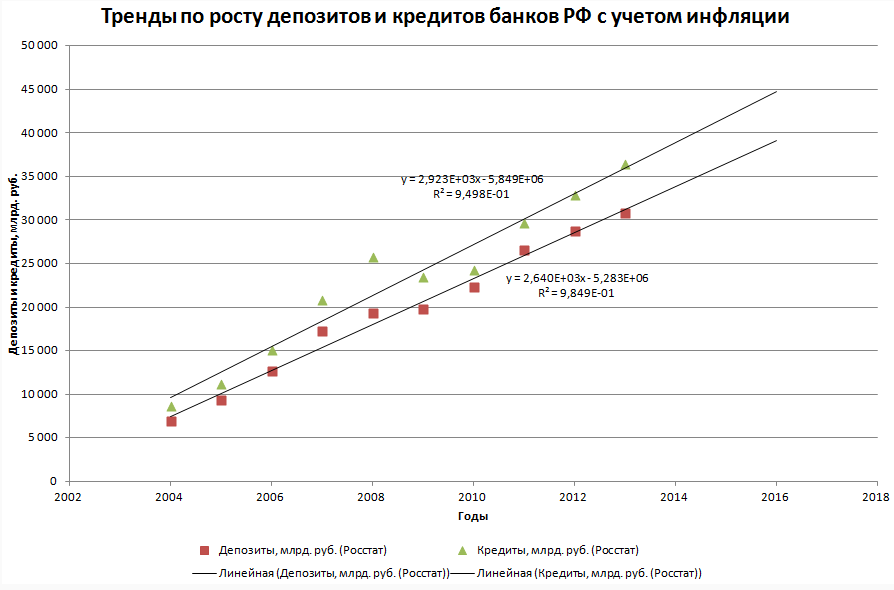 Тренды по росту депозитов и кредитов банков РФ с учетом инфляции
Депозиты и кредиты, млрд. руб.
50 000
45 000
40 000
35 000
30 000
25 000
20 000
15 000
10 000
5 000
0
y = 2,923E+03x - 5,849E+06
R² = 9,498E-01
y = 2,640E+03x - 5,283E+06
R² = 9,849E-01
2002 2004 2006 2008 2010 2012 2014 2016 2018
Годы
Депозиты, млрд. руб. (Росстат) Кредиты, млрд. руб. (Росстат)
Линейная (Депозиты, млрд. руб. (Росстат)) Линейная (Кредиты, млрд. руб. (Росстат))